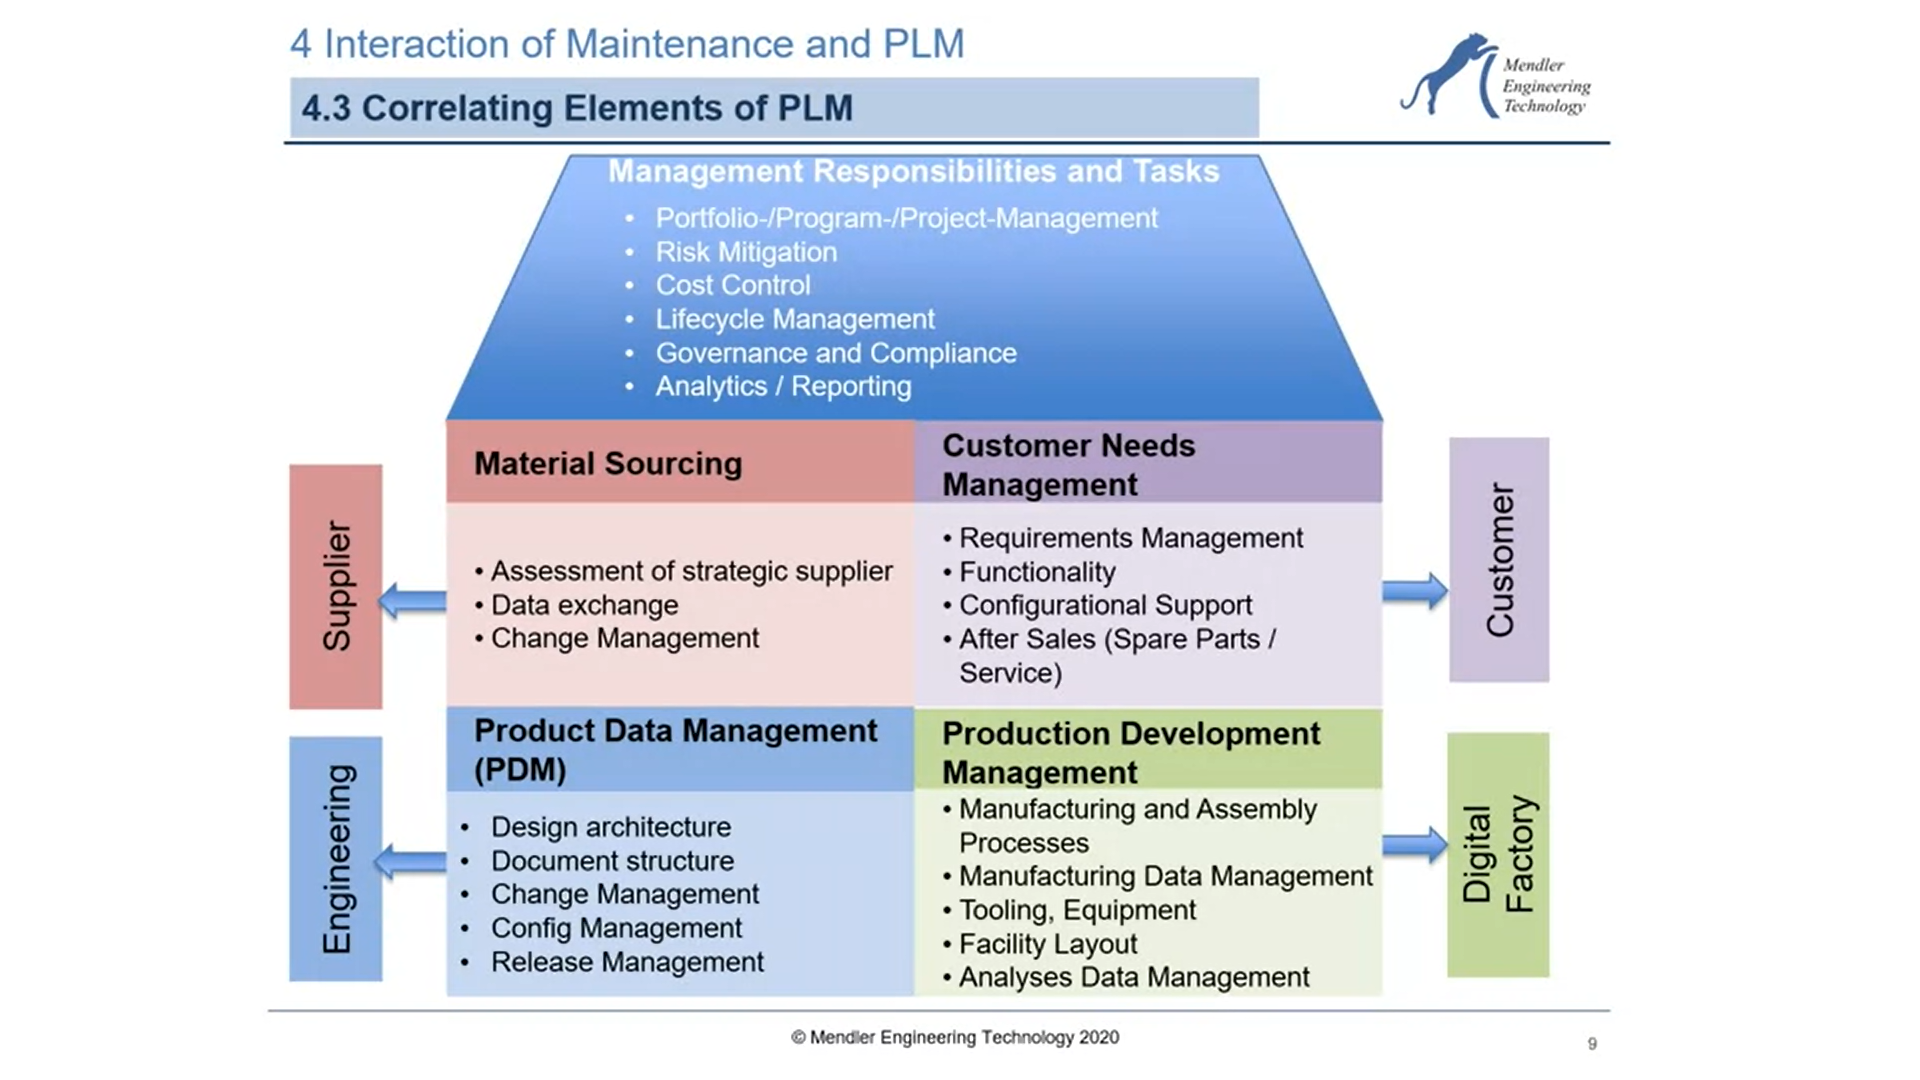 4 Interaction of Maintenance and PLM
4.3 Correlating Elements of PLM
Mendler
Engineering
Technology
Management Responsibilities and Tasks
• Portfolio-/Program-/Project-Management
• Risk Mitigation
• Cost Control
• Lifecycle Management
• Governance and Compliance
• Analytics / Reporting
Supplier
Material Sourcing
• Assessment of strategic supplier
• Data exchange
• Change Management
Customer Needs
Management
• Requirements Management
• Functionality
• Configurational Support
• After Sales (Spare Parts /
Service)
Customer
Engineering
Product Data Management
(PDM)
• Design architecture
• Document structure
• Change Management
• Config Management
• Release Management
Production Development
Management
• Manufacturing and Assembly
Processes
• Manufacturing Data Management
• Tooling, Equipment
• Facility Layout
• Analyses Data Management
Digital
Factory
© Mendler Engineering Technology 2020
9